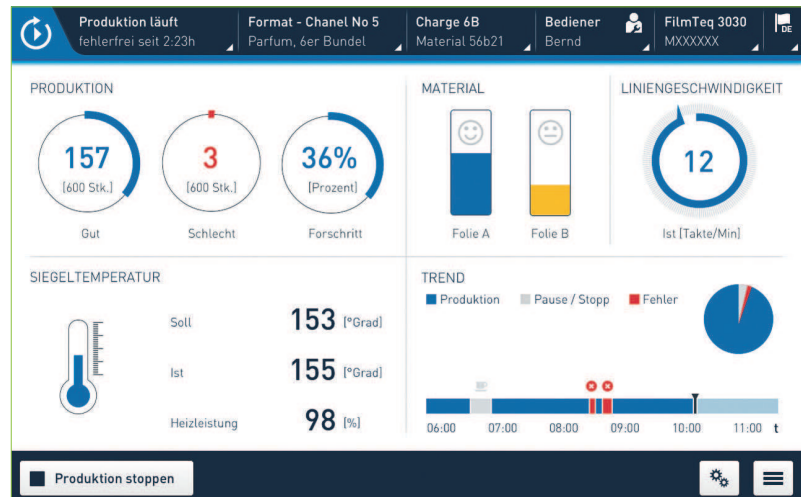 Produktion läuft
fehlerfrei seit 2:23h
Format - Chanel No 5
Parfum, 6er Bundel
Charge 6B
Material 56b21
Bediener
Bernd
FilmTeq 3030
MXXXXXX
DE
PRODUKTION
157
[600 Stk.]
Gut
3
[600 Stk.]
Schlecht
36%
[Prozent]
Forschritt
MATERIAL
Folie A
Folie B
LINIENGESCHWINDIGKEIT
12
Ist [Takte/Min]
SIEGELTEMPERATUR
Soll 153 [°Grad]
Ist 155 [°Grad]
Heizleistung 98 [%]
TREND
Produktion Pause / Stopp Fehler
06:00 07:00 08:00 09:00 10:00 11:00 t
Produktion stoppen